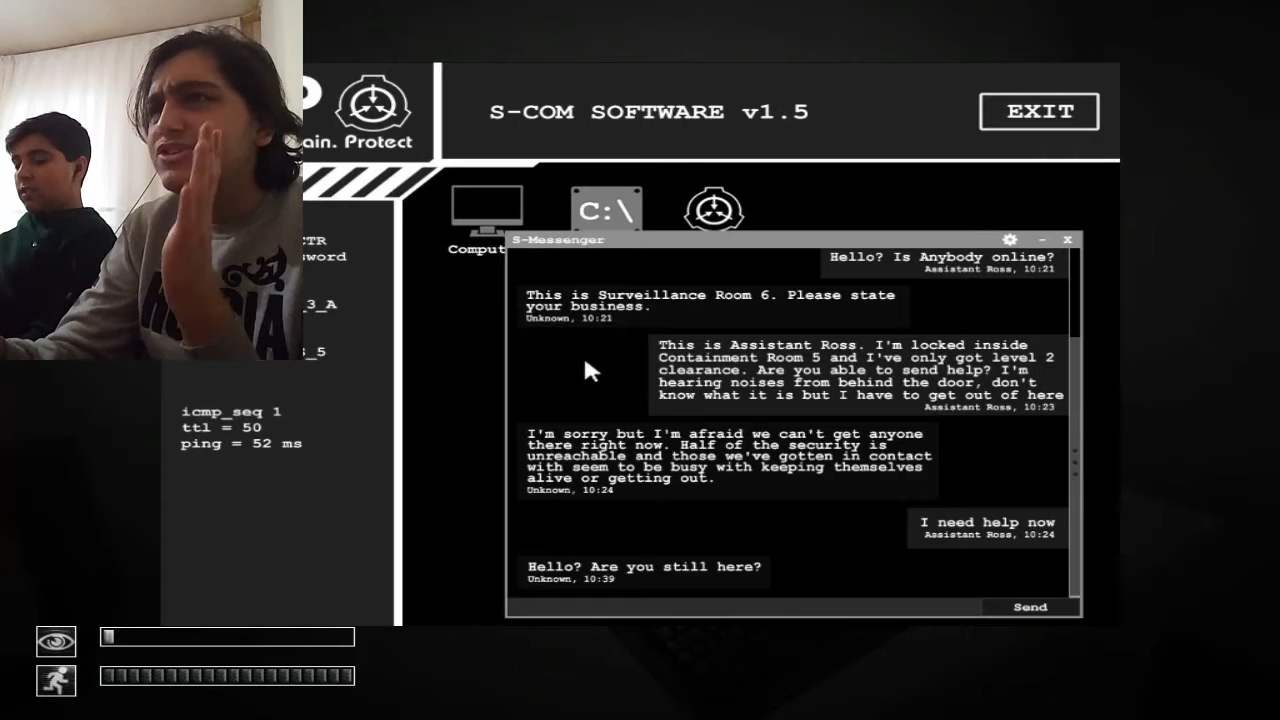 S-COM SOFTWARE v1.5
EXIT
ain. Protect
C:\
Comput
S-Messenger
- x
CTR
sword
_3_A
s_5
icmp_seq 1
ttl = 50
ping = 52 ms
Hello? Is Anybody online?
Assistant Ross, 10:21
This is Surveillance Room 6. Please state
your business.
Unknown, 10:21
This is Assistant Ross. I'm locked inside
Containment Room 5 and I've only got level 2
clearance. Are you able to send help? I'm
hearing noises from behind the door, don't
know what it is but I have to get out of here
Assistant Ross, 10:23
I'm sorry but I'm afraid we can't get anyone
there right now. Half of the security is
unreachable and those we've gotten in contact
with seem to be busy with keeping themselves
alive or getting out.
Unknown, 10:24
I need help now
Assistant Ross, 10:24
Hello? Are you still here?
Unknown, 10:39
Send